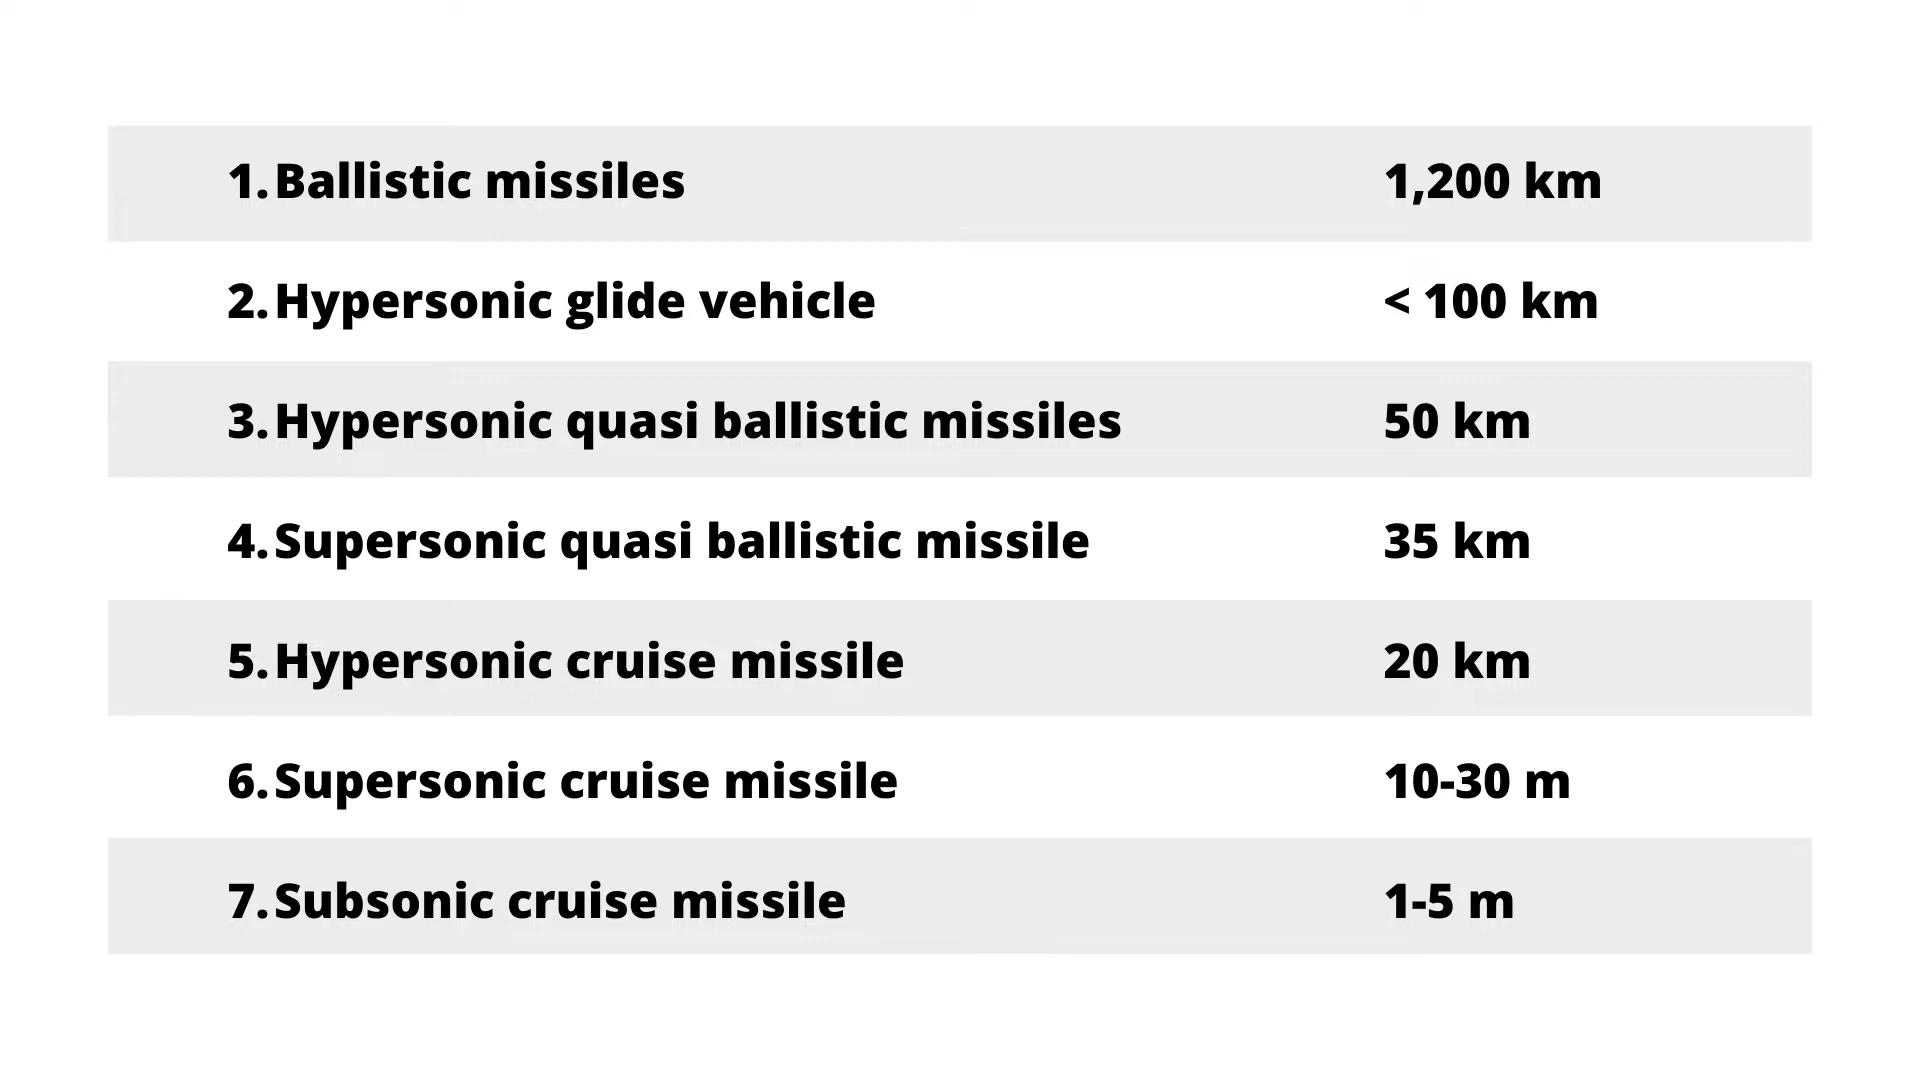 1. Ballistic missiles 1,200 km
2. Hypersonic glide vehicle < 100 km
3. Hypersonic quasi ballistic missiles 50 km
4. Supersonic quasi ballistic missile 35 km
5. Hypersonic cruise missile 20 km
6. Supersonic cruise missile 10-30 m
7. Subsonic cruise missile 1-5 m